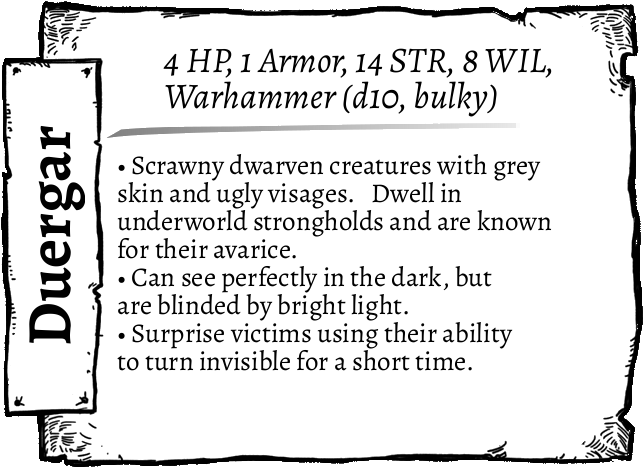 Duergar
4 HP, 1 Armor, 14 STR, 8 WIL,
Warhammer (d10, bulky)
• Scrawny dwarven creatures with grey
skin and ugly visages.   Dwell in
underworld strongholds and are known
for their avarice.
• Can see perfectly in the dark, but
are blinded by bright light.
• Surprise victims using their ability
to turn invisible for a short time.